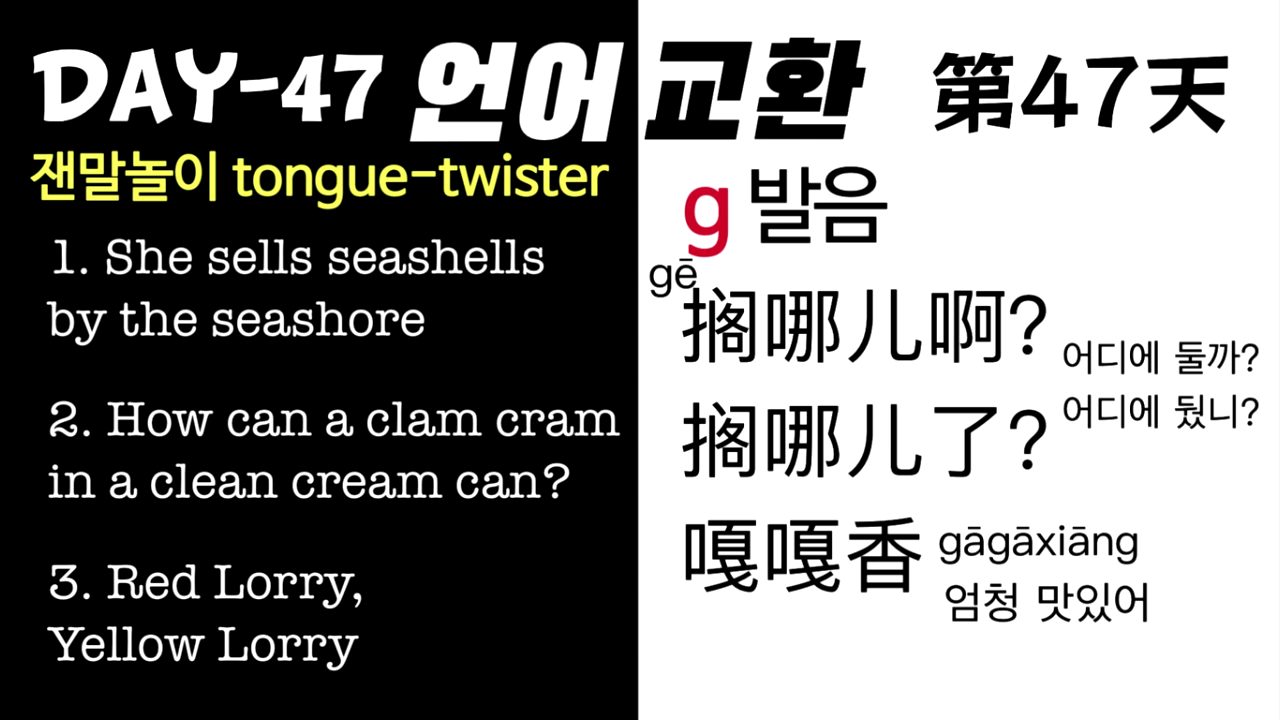 DAY-47 언어 교환 第47天
잰말놀이 tongue-twister
1. She sells seashells
by the seashore
2. How can a clam cram
in a clean cream can?
3. Red Lorry,
Yellow Lorry
g 발음
gē
搁哪儿啊? 어디에 둘까?
搁哪儿了? 어디에 뒀니?
嘎嘎香 gāgāxiāng
엄청 맛있어